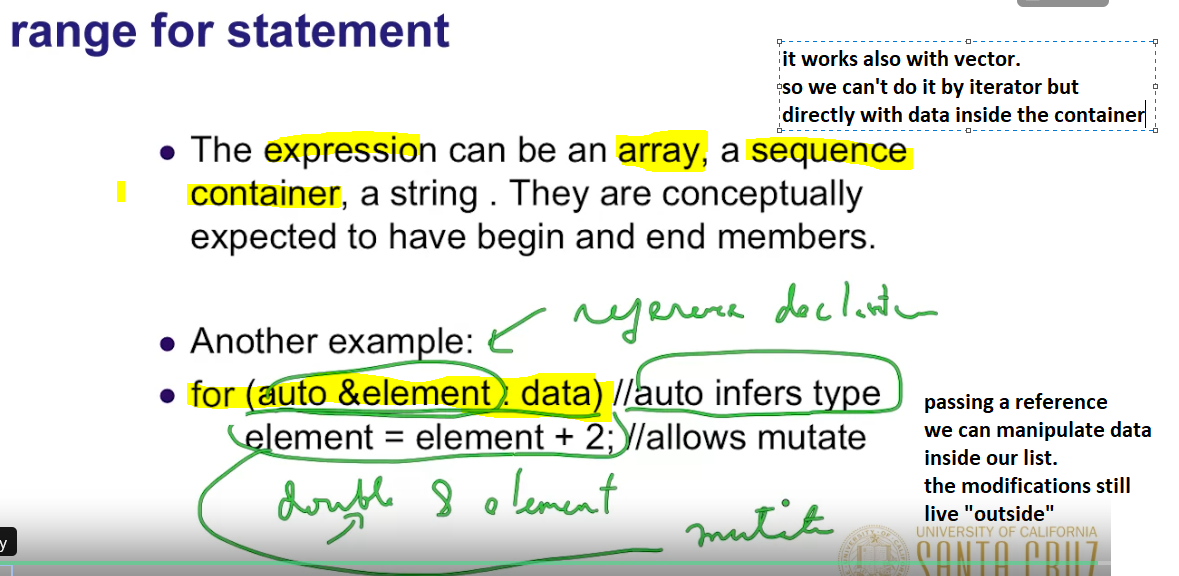 range for statement
it works also with vector.
so we can't do it by iterator but
directly with data inside the container
• The expression can be an array, a sequence
container, a string . They are conceptually
expected to have begin and end members.
reference declaration
• Another example:
• for (auto &element : data) //auto infers type
element = element + 2; //allows mutate
passing a reference
we can manipulate data
inside our list.
the modifications still
live "outside"
double & element
mutate
UNIVERSITY OF CALIFORNIA
SANTA CRUZ
y